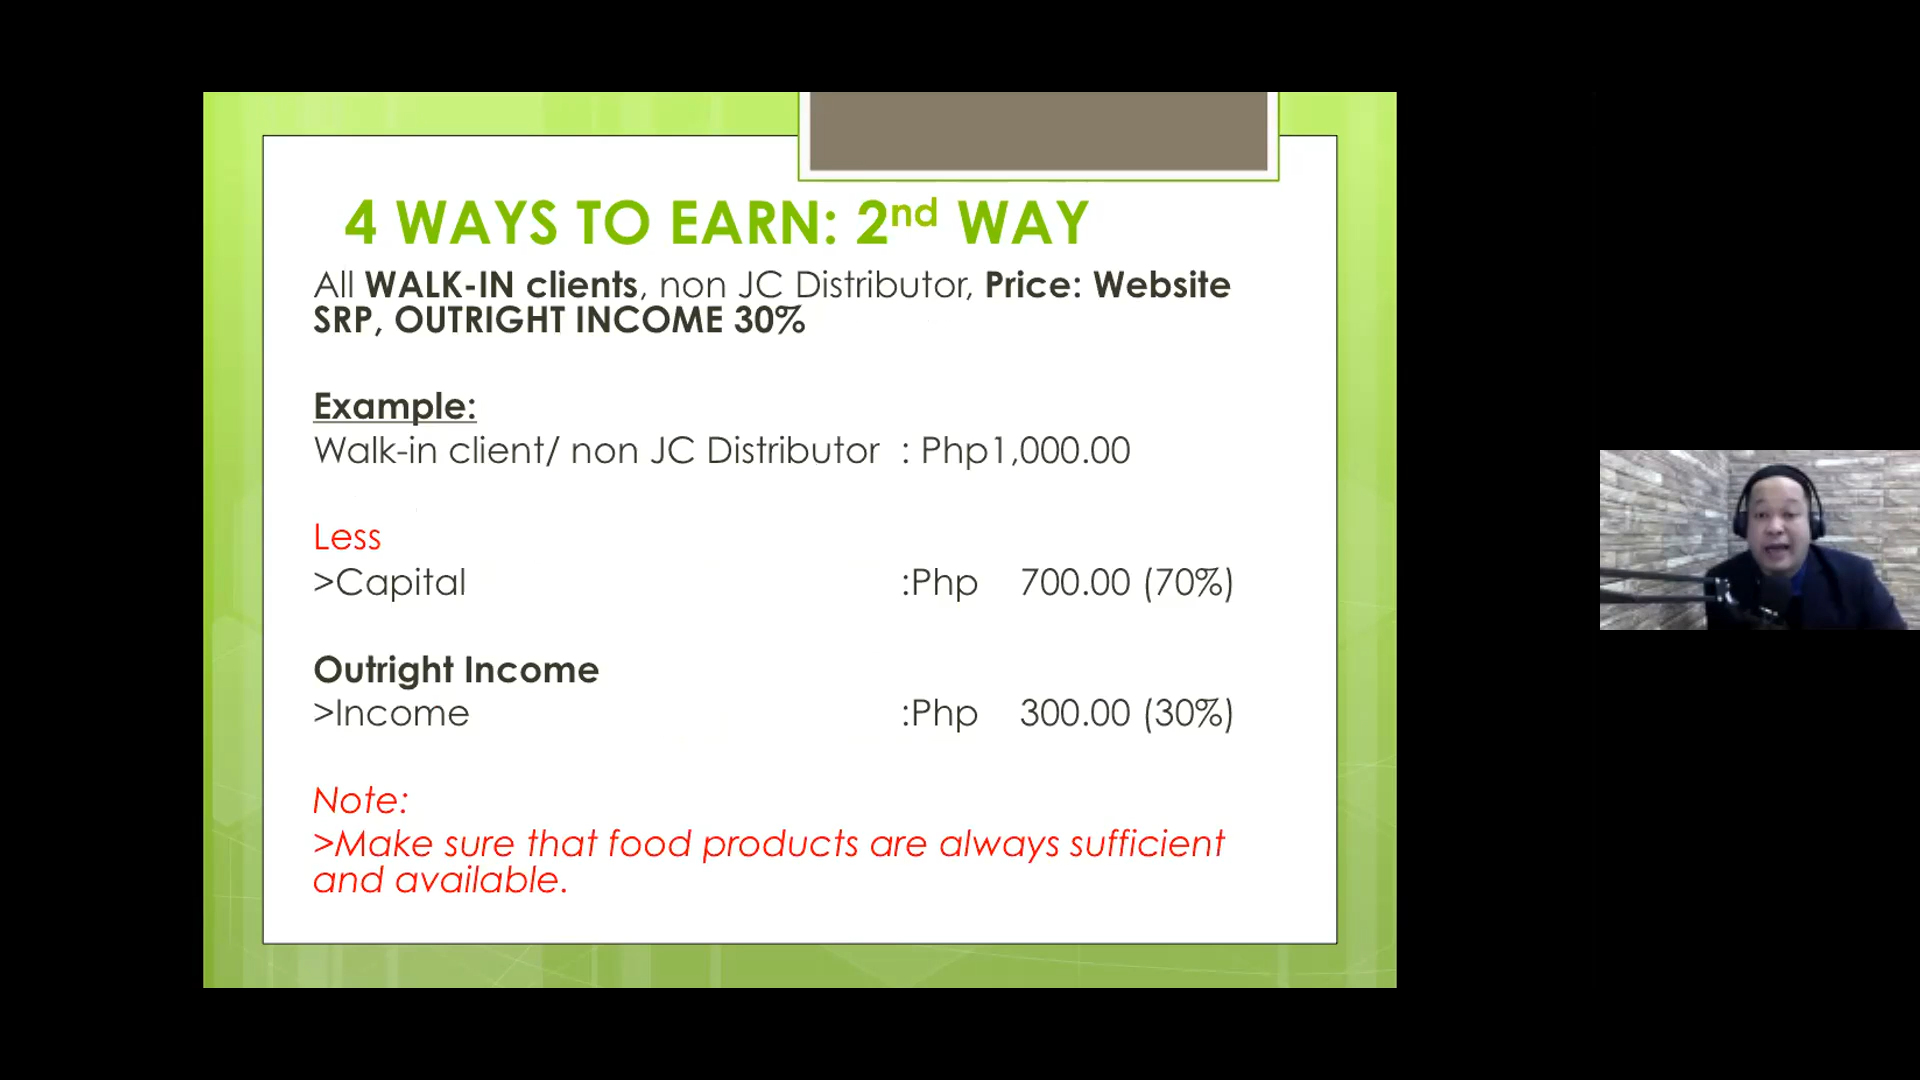 4 WAYS TO EARN: 2nd WAY
All WALK-IN clients, non JC Distributor, Price: Website
SRP, OUTRIGHT INCOME 30%
Example:
Walk-in client/ non JC Distributor : Php1,000.00
Less
>Capital :Php 700.00 (70%)
Outright Income
>Income :Php 300.00 (30%)
Note:
>Make sure that food products are always sufficient
and available.